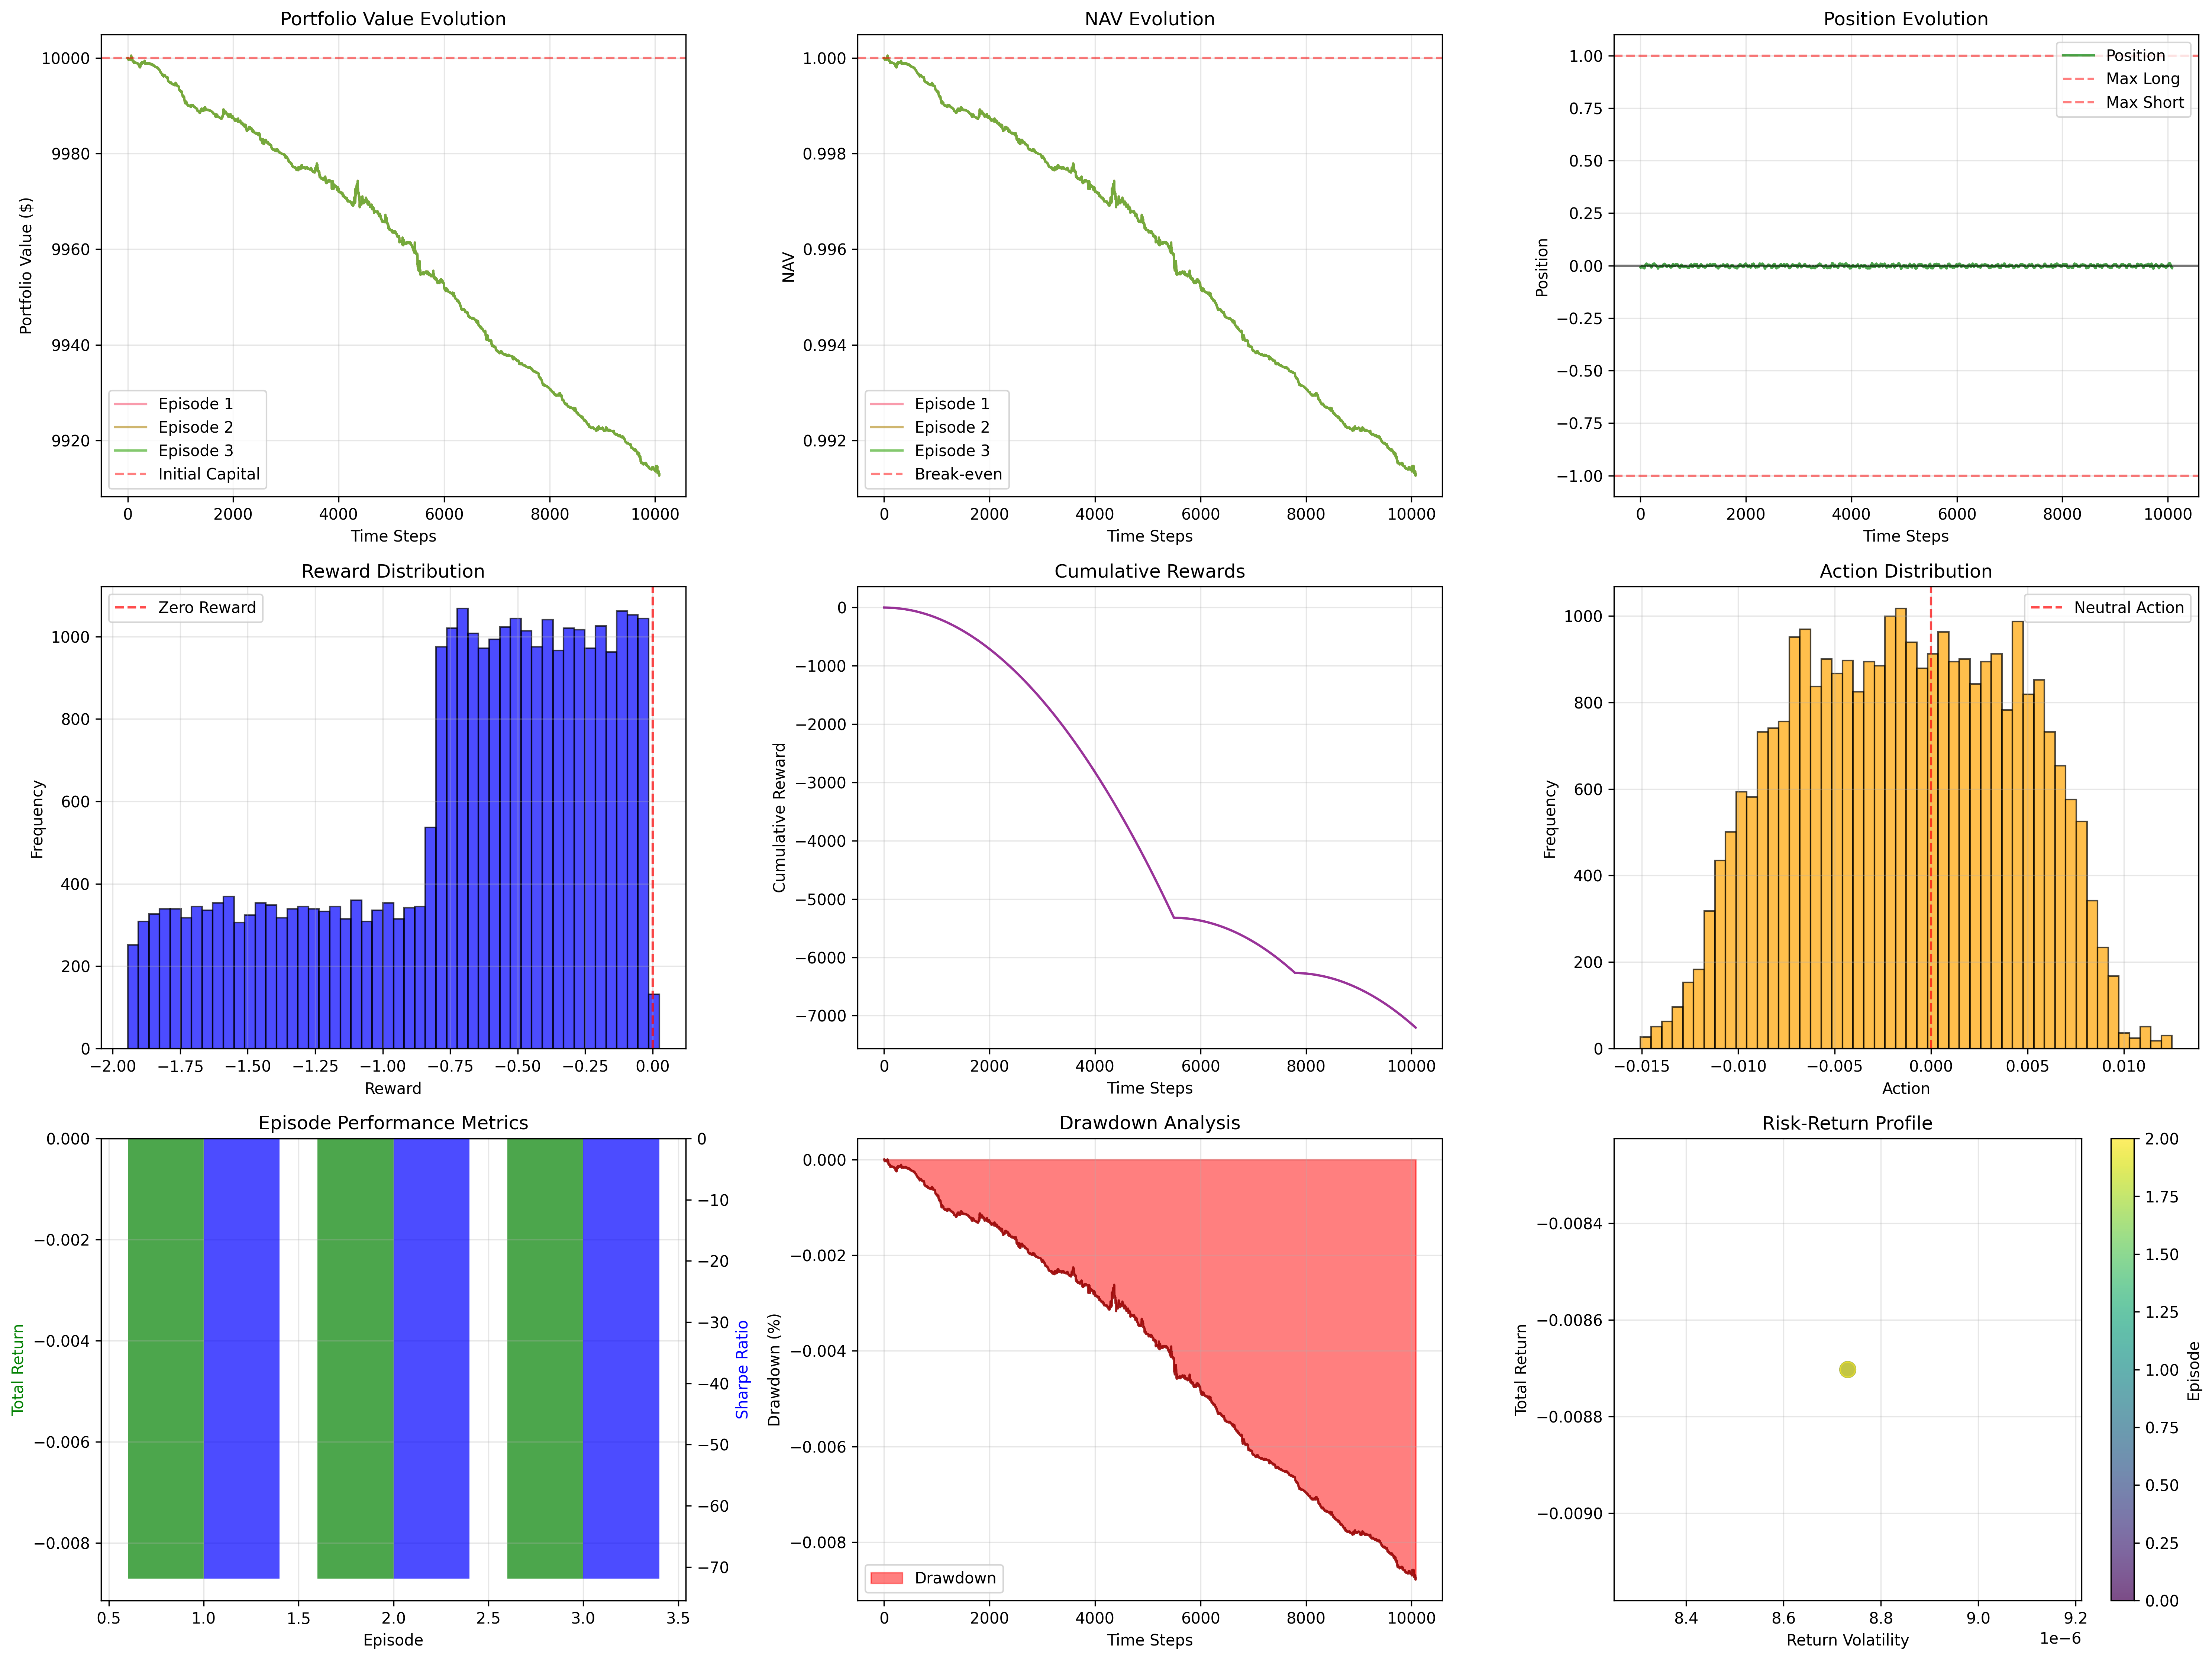 Portfolio Value Evolution
Portfolio Value ($)
10000
9980
9960
9940
9920
Episode 1
Episode 2
Episode 3
Initial Capital
0 2000 4000 6000 8000 10000
Time Steps
NAV Evolution
NAV
1.000
0.998
0.996
0.994
0.992
Episode 1
Episode 2
Episode 3
Break-even
0 2000 4000 6000 8000 10000
Time Steps
Position Evolution
Position
1.00
0.75
0.50
0.25
0.00
−0.25
−0.50
−0.75
−1.00
Position
Max Long
Max Short
0 2000 4000 6000 8000 10000
Time Steps
Reward Distribution
Frequency
1000
800
600
400
200
0
Zero Reward
−2.00 −1.75 −1.50 −1.25 −1.00 −0.75 −0.50 −0.25 0.00
Reward
Cumulative Rewards
Cumulative Reward
0
−1000
−2000
−3000
−4000
−5000
−6000
−7000
0 2000 4000 6000 8000 10000
Time Steps
Action Distribution
Frequency
1000
800
600
400
200
0
Neutral Action
−0.015 −0.010 −0.005 0.000 0.005 0.010
Action
Episode Performance Metrics
Total Return
0.000
−0.002
−0.004
−0.006
−0.008
0
−10
−20
−30
−40
−50
−60
−70
Sharpe Ratio
0.5 1.0 1.5 2.0 2.5 3.0 3.5
Episode
Drawdown Analysis
Drawdown (%)
0.000
−0.002
−0.004
−0.006
−0.008
Drawdown
0 2000 4000 6000 8000 10000
Time Steps
Risk-Return Profile
Total Return
−0.0084
−0.0086
−0.0088
−0.0090
8.4 8.6 8.8 9.0 9.2
1e−6
Return Volatility
2.00
1.75
1.50
1.25
1.00
0.75
0.50
0.25
0.00
Episode